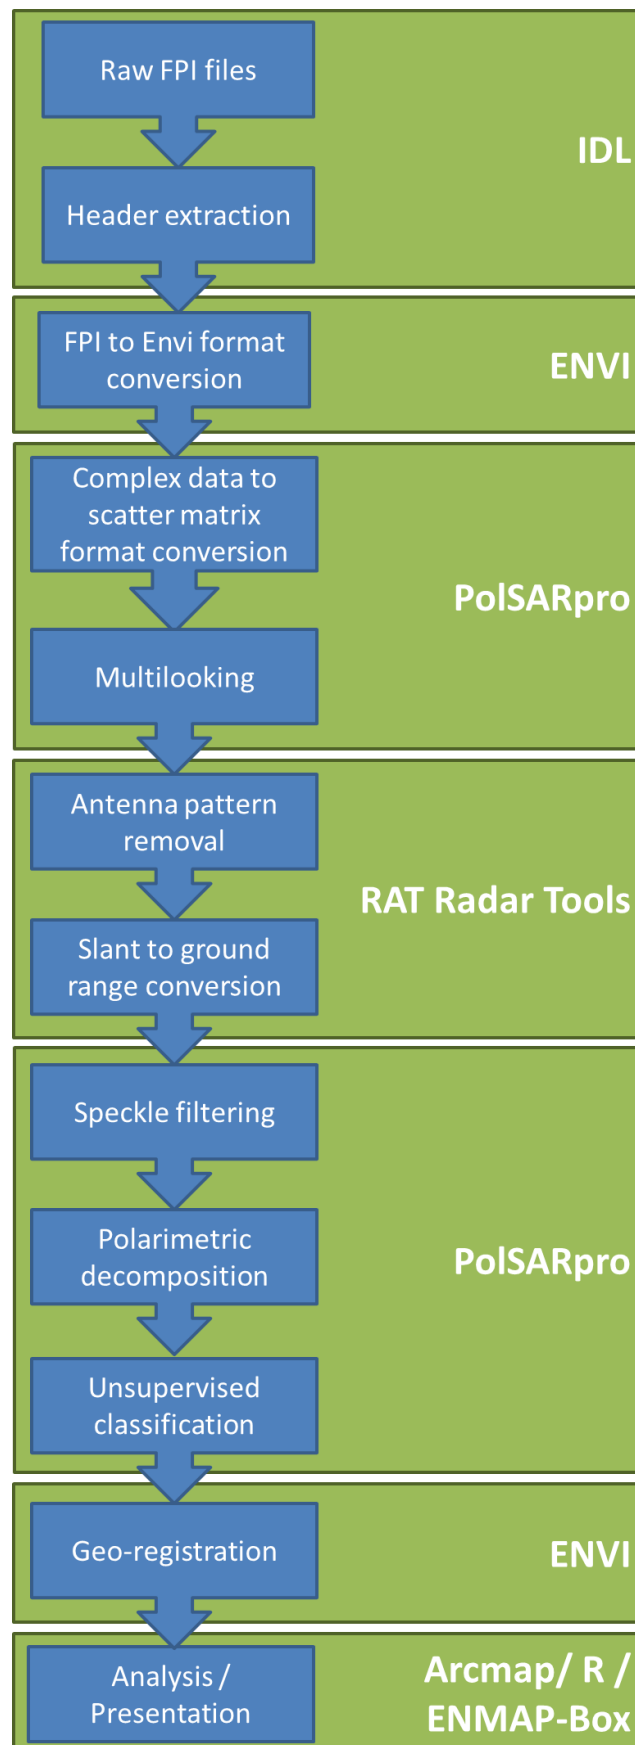 Raw FPI files
IDL
Header extraction
FPI to Envi format
conversion
ENVI
Complex data to
scatter matrix
format conversion
PolSARpro
Multilooking
Antenna pattern
removal
RAT Radar Tools
Slant to ground
range conversion
Speckle filtering
Polarimetric
decomposition
PolSARpro
Unsupervised
classification
Geo-registration
ENVI
Analysis /
Presentation
Arcmap/ R /
ENMAP-Box